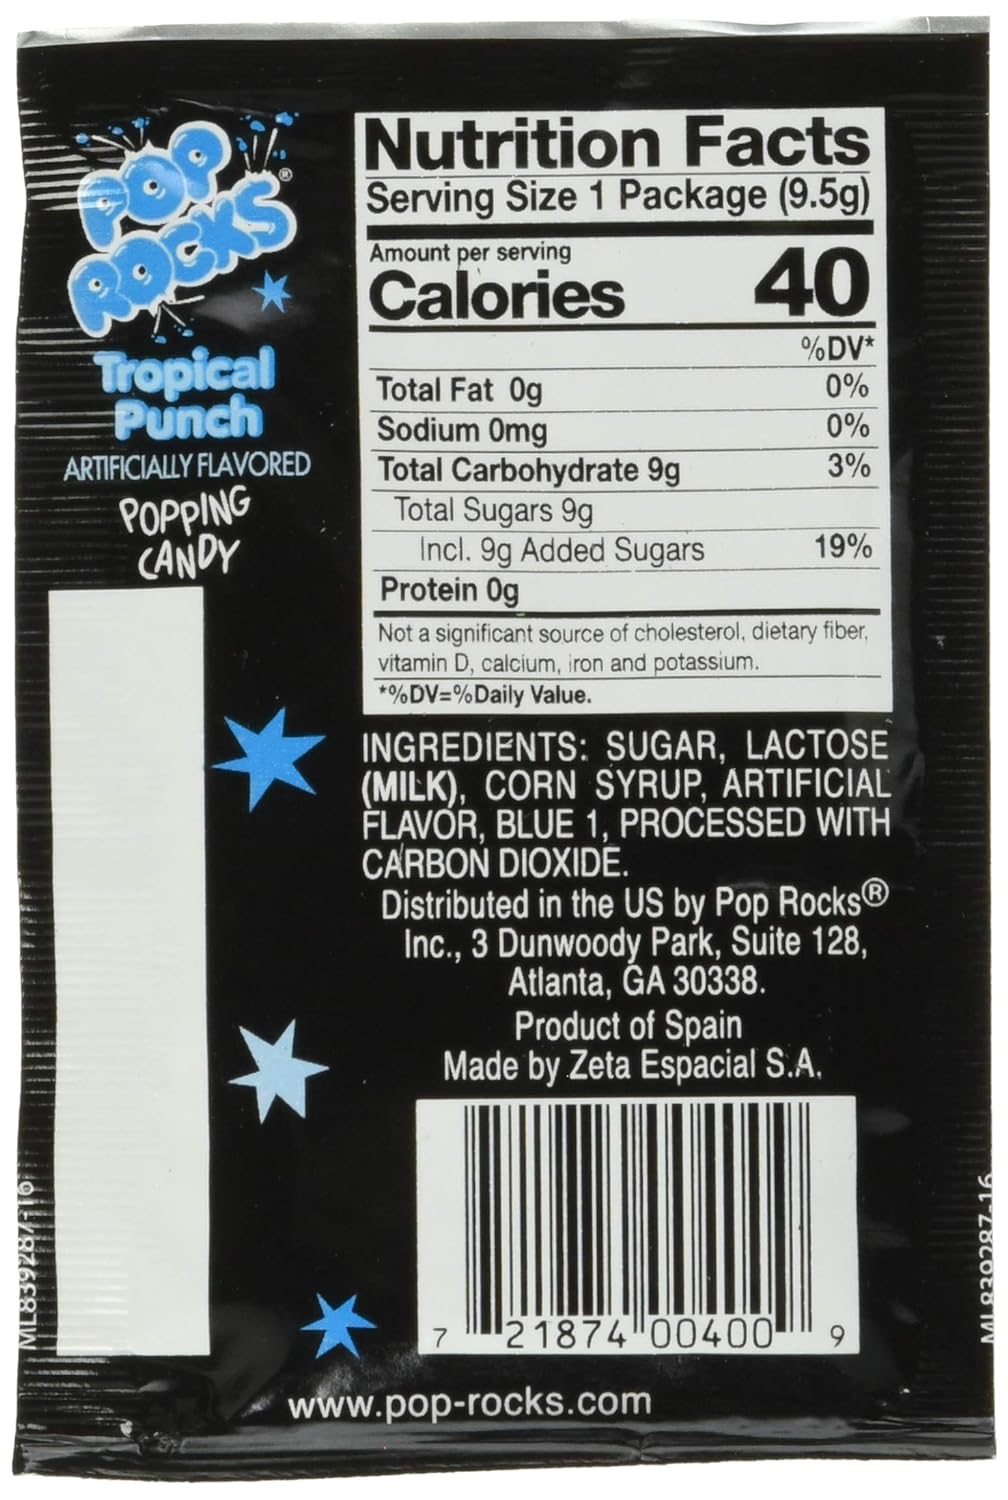 POP
ROCKS®
Tropical
Punch
ARTIFICIALLY FLAVORED
POPPING
CANDY
Nutrition Facts
Serving Size 1 Package (9.5g)
Amount per serving
Calories 40
%DV*
Total Fat 0g 0%
Sodium 0mg 0%
Total Carbohydrate 9g 3%
Total Sugars 9g
Incl. 9g Added Sugars 19%
Protein 0g
Not a significant source of cholesterol, dietary fiber,
vitamin D, calcium, iron and potassium.
*%DV=%Daily Value.
INGREDIENTS: SUGAR, LACTOSE
(MILK), CORN SYRUP, ARTIFICIAL
FLAVOR, BLUE 1, PROCESSED WITH
CARBON DIOXIDE.
Distributed in the US by Pop Rocks®
Inc., 3 Dunwoody Park, Suite 128,
Atlanta, GA 30338.
Product of Spain
Made by Zeta Espacial S.A.
7 21874 00400 9
www.pop-rocks.com
ML839287-16
ML839287-16